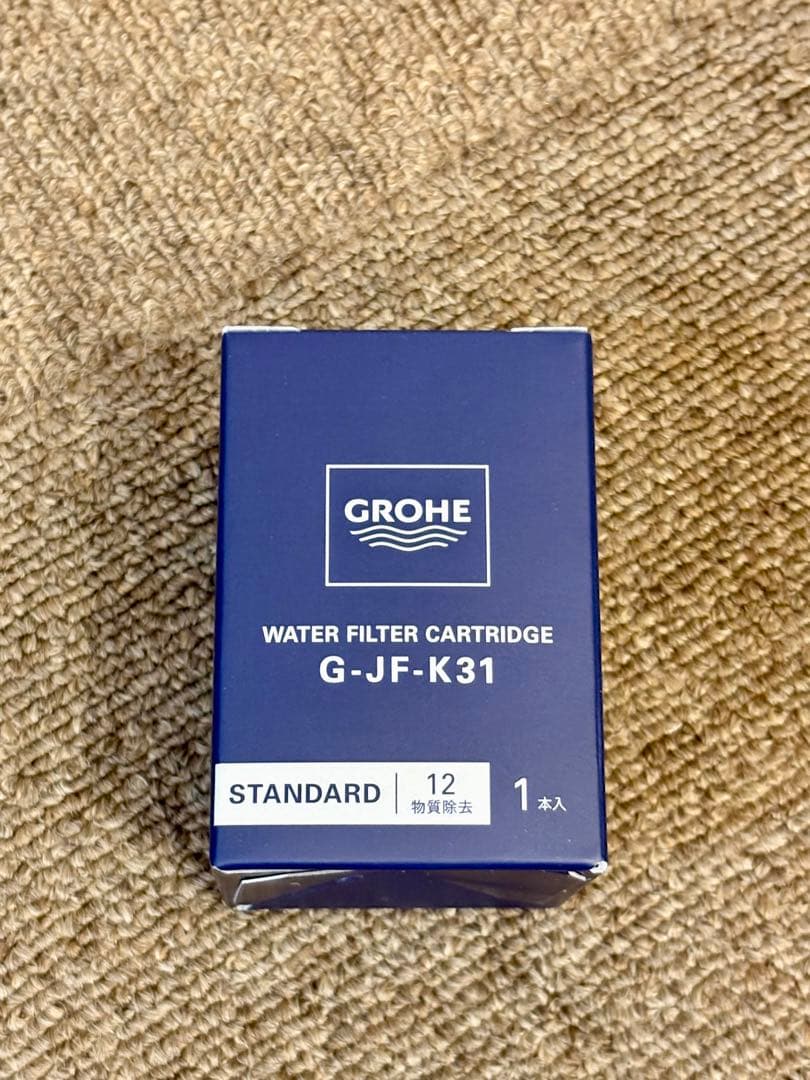 GROHE
WATER FILTER CARTRIDGE
G-JF-K31
STANDARD 12 物質除去 1本入